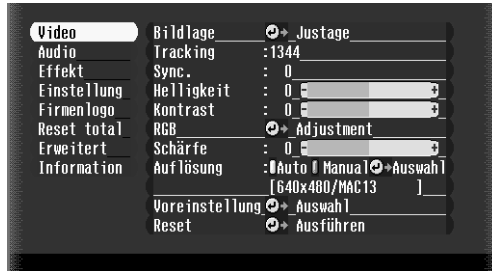 Video
Audio
Effekt
Einstellung
Firmenlogo
Reset total
Erweitert
Information
Bildlage Justage
Tracking :1344
Sync. : 0
Helligkeit : 0 - +
Kontrast : 0 - +
RGB Adjustment
Schärfe : 0 - +
Auflösung : Auto Manual Auswahl
[640x480/MAC13 ]
Voreinstellung Auswahl
Reset Ausführen